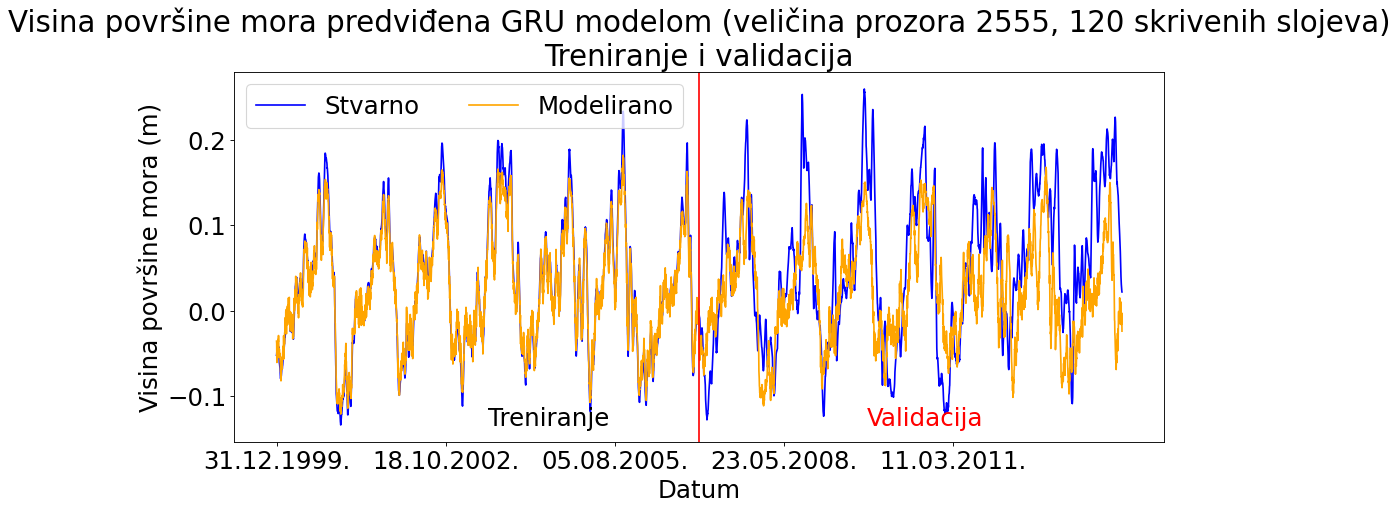 Visina površine mora predviđena GRU modelom (veličina prozora 2555, 120 skrivenih slojeva)
Treniranje i validacija
Stvarno
Modelirano
Visina površine mora (m)
0.2
0.1
0.0
−0.1
Treniranje
Validacija
31.12.1999.
18.10.2002.
05.08.2005.
23.05.2008.
11.03.2011.
Datum